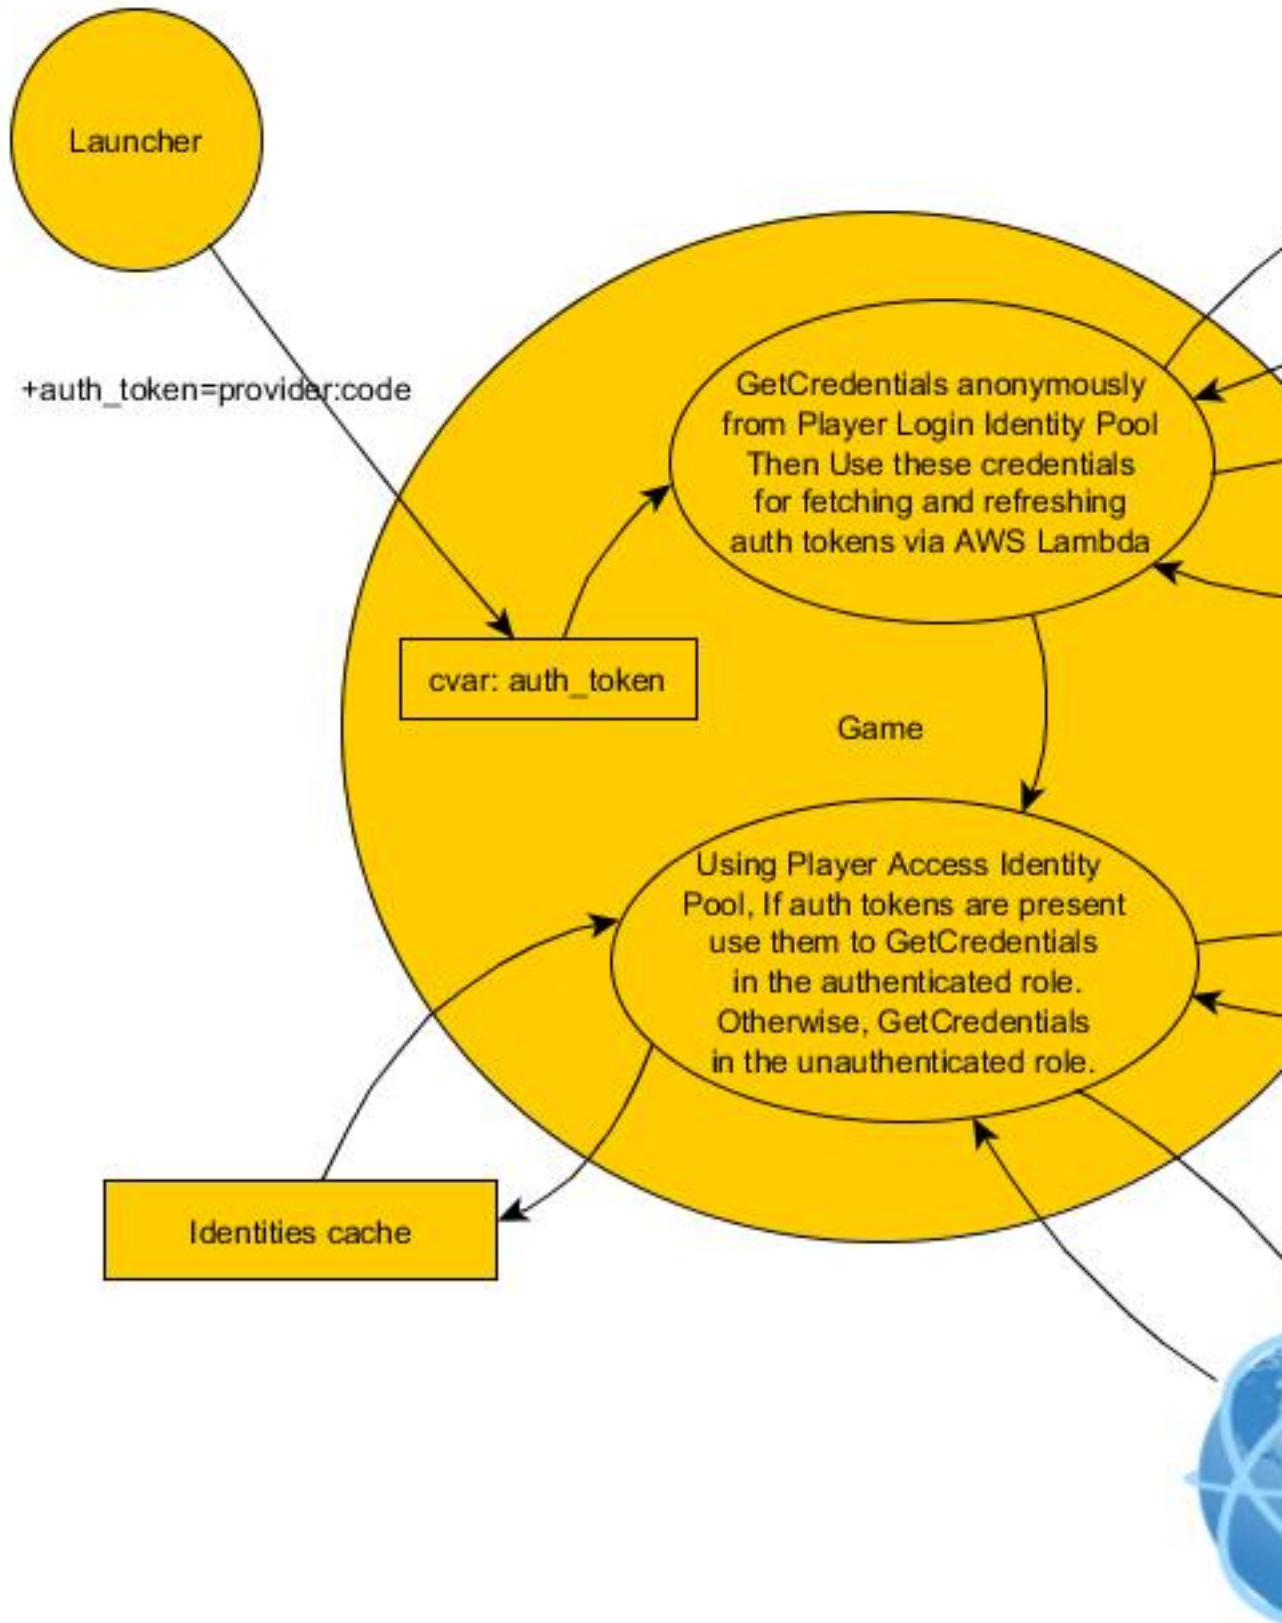 Launcher
+auth_token=provider:code
GetCredentials anonymously
from Player Login Identity Pool
Then Use these credentials
for fetching and refreshing
auth tokens via AWS Lambda
cvar: auth_token
Game
Using Player Access Identity
Pool, If auth tokens are present
use them to GetCredentials
in the authenticated role.
Otherwise, GetCredentials
in the unauthenticated role.
Identities cache